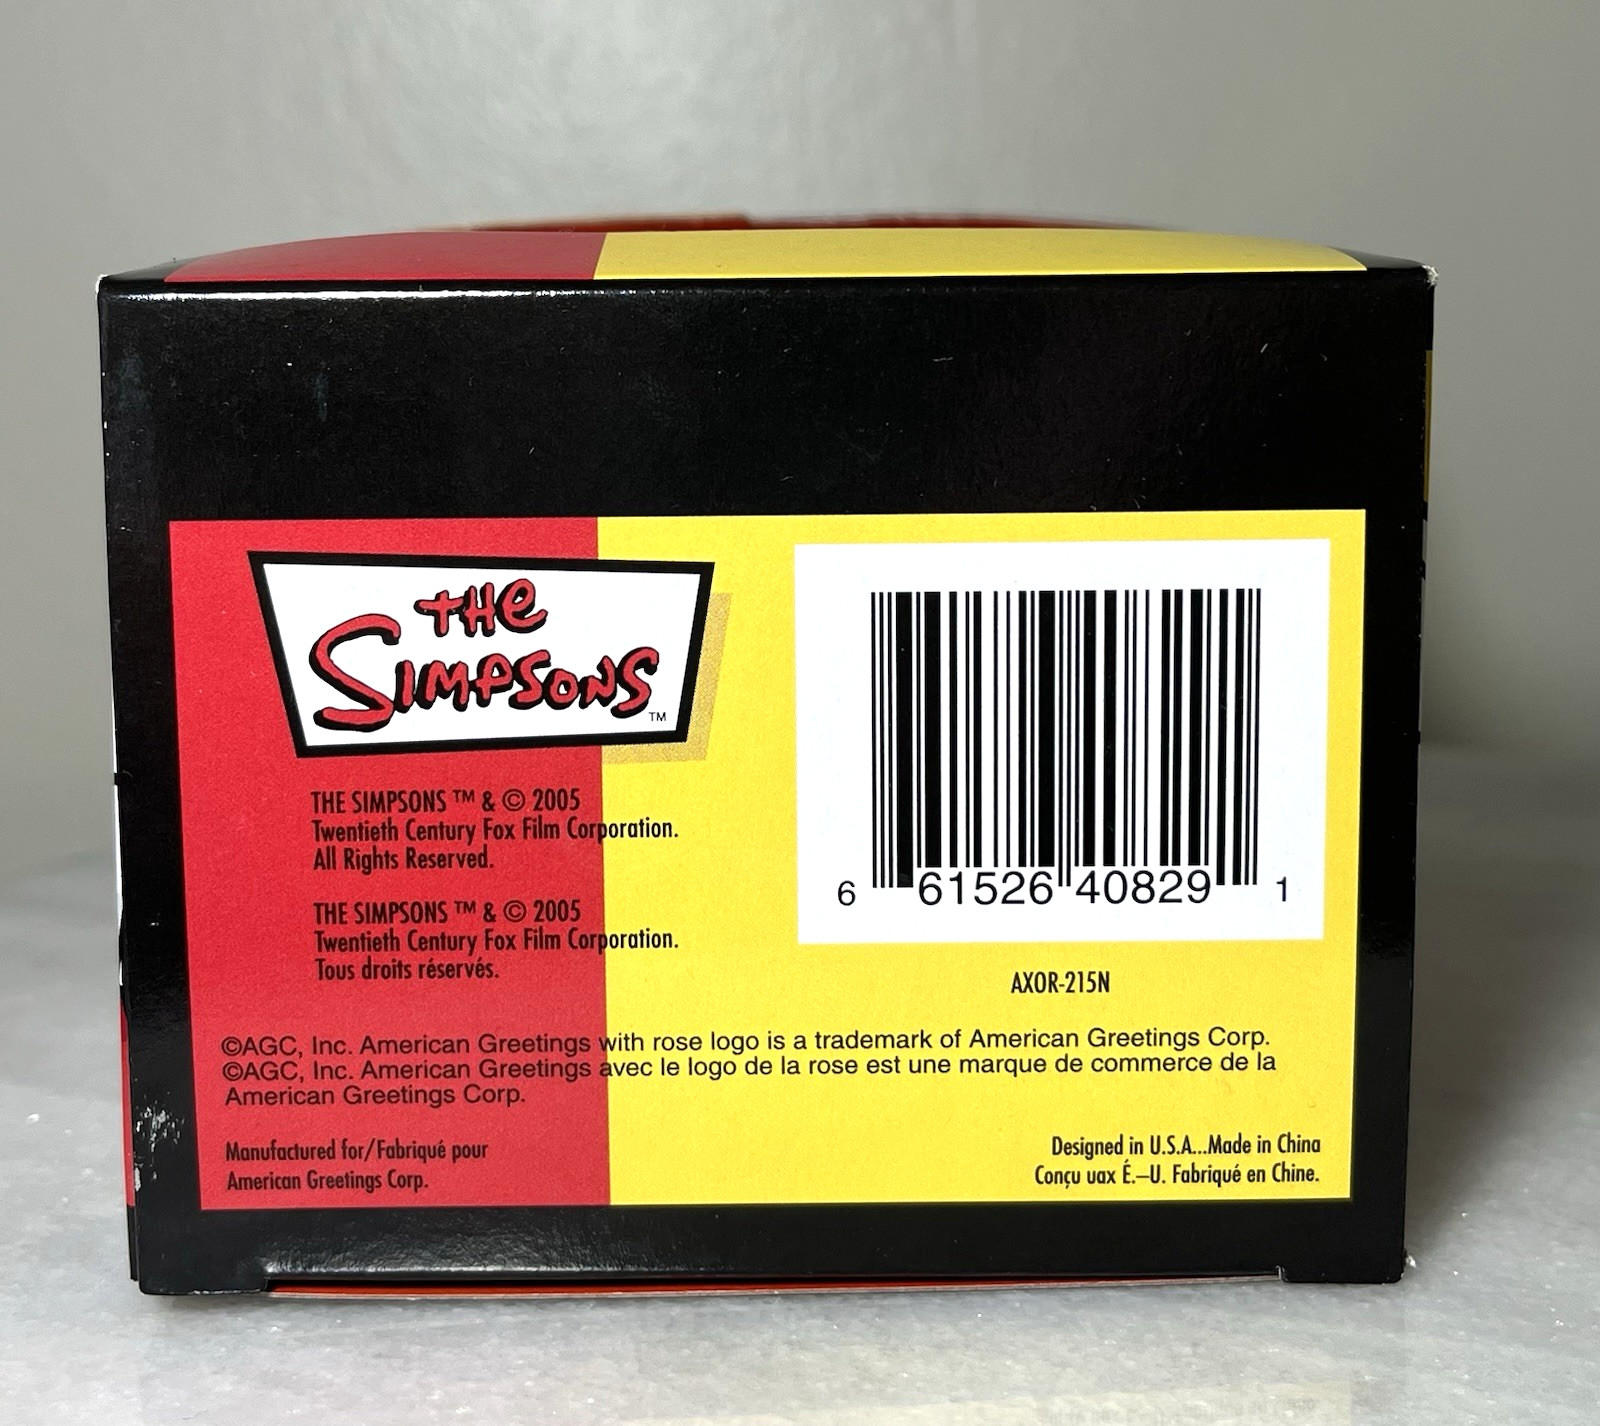 THE
SIMPSONS
TM
THE SIMPSONS ™ & © 2005
Twentieth Century Fox Film Corporation.
All Rights Reserved.
THE SIMPSONS ™ & © 2005
Twentieth Century Fox Film Corporation.
Tous droits réservés.
6 61526 40829 1
AXOR-215N
©AGC, Inc. American Greetings with rose logo is a trademark of American Greetings Corp.
©AGC, Inc. American Greetings avec le logo de la rose est une marque de commerce de la
American Greetings Corp.
Manufactured for/Fabriqué pour
American Greetings Corp.
Designed in U.S.A...Made in China
Conçu uax É.–U. Fabriqué en Chine.